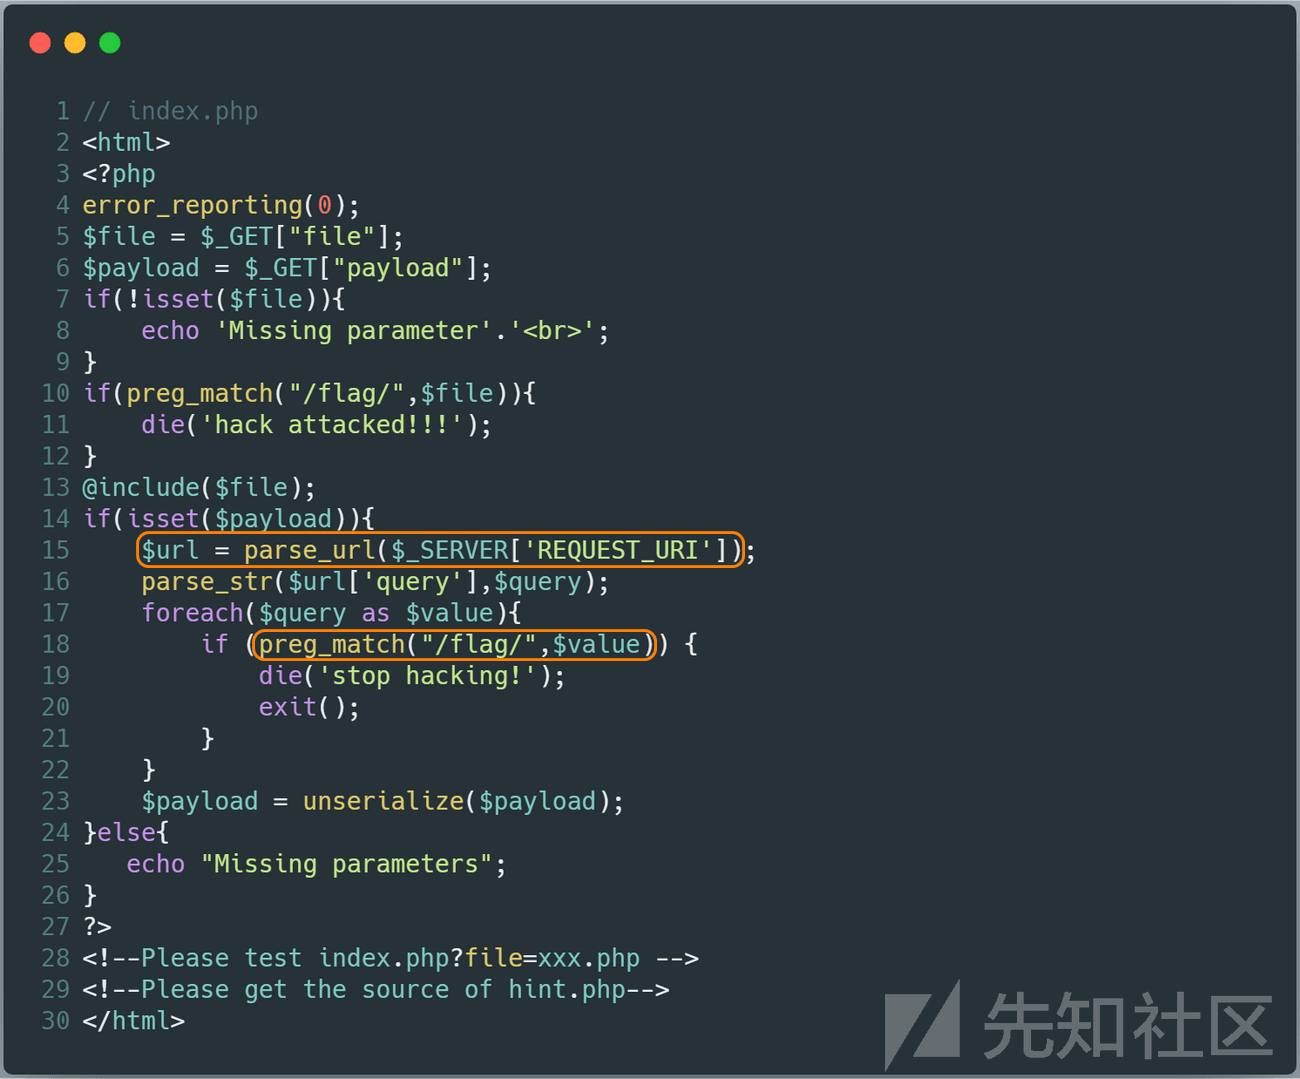 1 // index.php
2 <html>
3 <?php
4 error_reporting(0);
5 $file = $_GET["file"];
6 $payload = $_GET["payload"];
7 if(!isset($file)){
8     echo 'Missing parameter'.'<br>';
9 }
10 if(preg_match("/flag/",$file)){
11     die('hack attacked!!!');
12 }
13 @include($file);
14 if(isset($payload)){
15     $url = parse_url($_SERVER['REQUEST_URI']);
16     parse_str($url['query'],$query);
17     foreach($query as $value){
18         if (preg_match("/flag/",$value)) {
19             die('stop hacking!');
20             exit();
21         }
22     }
23     $payload = unserialize($payload);
24 }else{
25    echo "Missing parameters";
26 }
27 ?>
28 <!--Please test index.php?file=xxx.php -->
29 <!--Please get the source of hint.php-->
30 </html>
先知社区